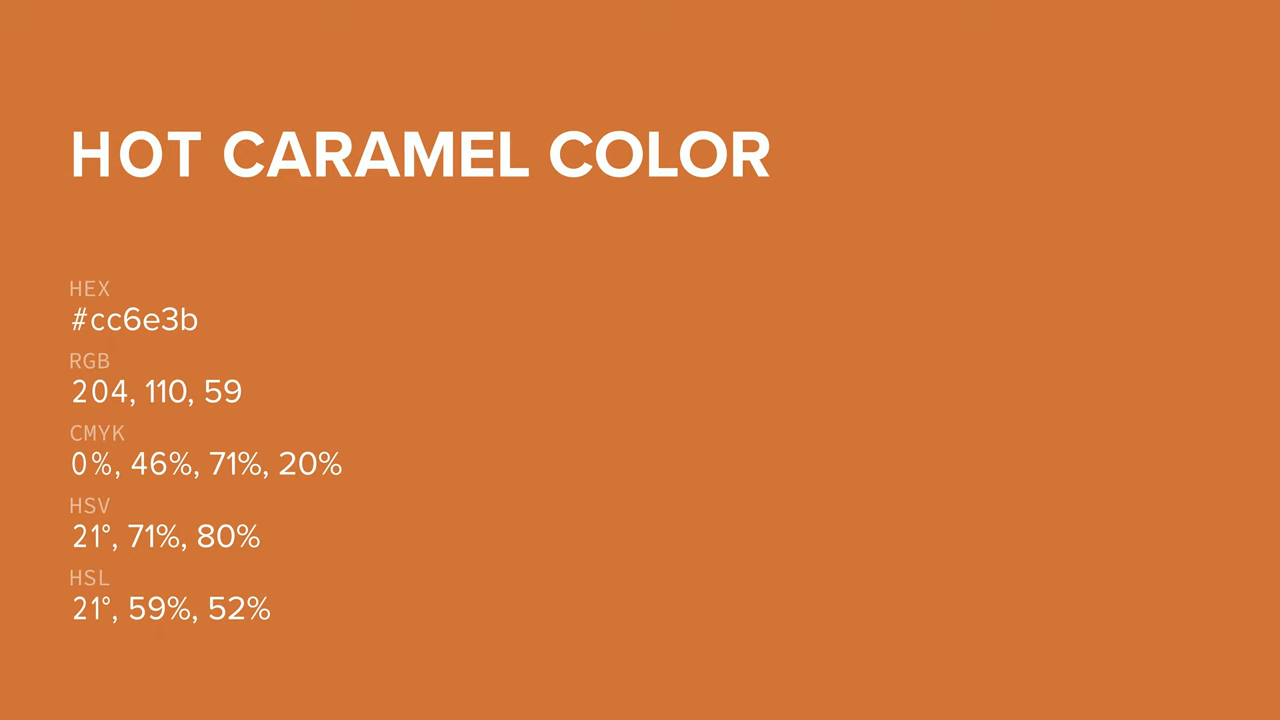 HOT CARAMEL COLOR
HEX
#cc6e3b
RGB
204, 110, 59
CMYK
0%, 46%, 71%, 20%
HSV
21°, 71%, 80%
HSL
21°, 59%, 52%